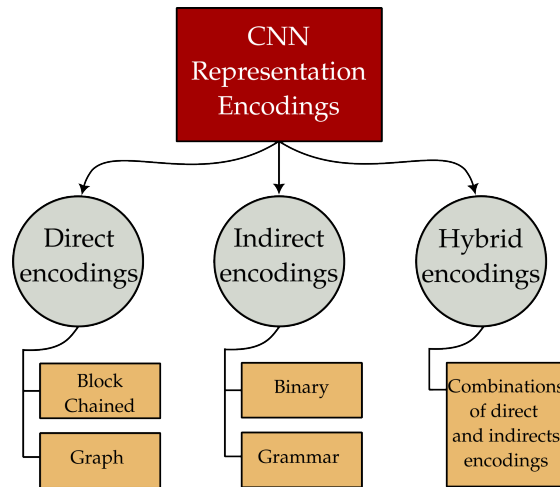 CNN
Representation
Encodings
Direct
encodings
Indirect
encodings
Hybrid
encodings
Block
Chained
Graph
Binary
Grammar
Combinations
of direct
and indirects
encodings